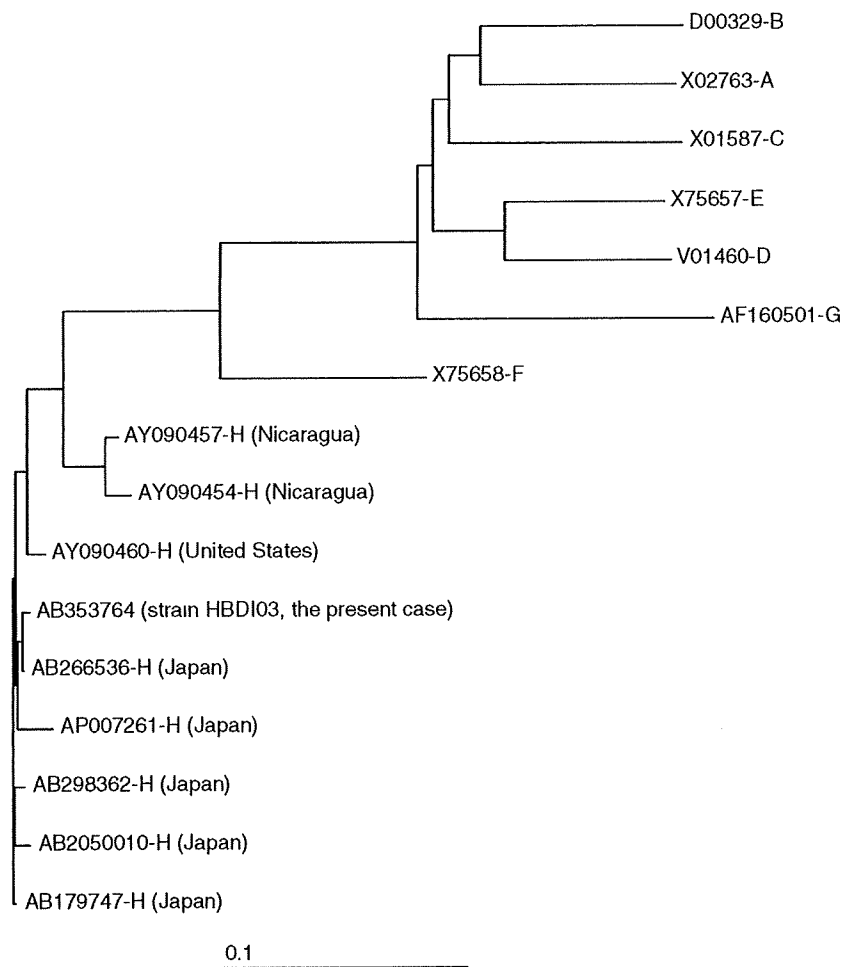 D00329-B
X02763-A
X01587-C
X75657-E
V01460-D
AF160501-G
X75658-F
AY090457-H (Nicaragua)
AY090454-H (Nicaragua)
AY090460-H (United States)
AB353764 (strain HBDI03, the present case)
AB266536-H (Japan)
AP007261-H (Japan)
AB298362-H (Japan)
AB2050010-H (Japan)
AB179747-H (Japan)
0.1